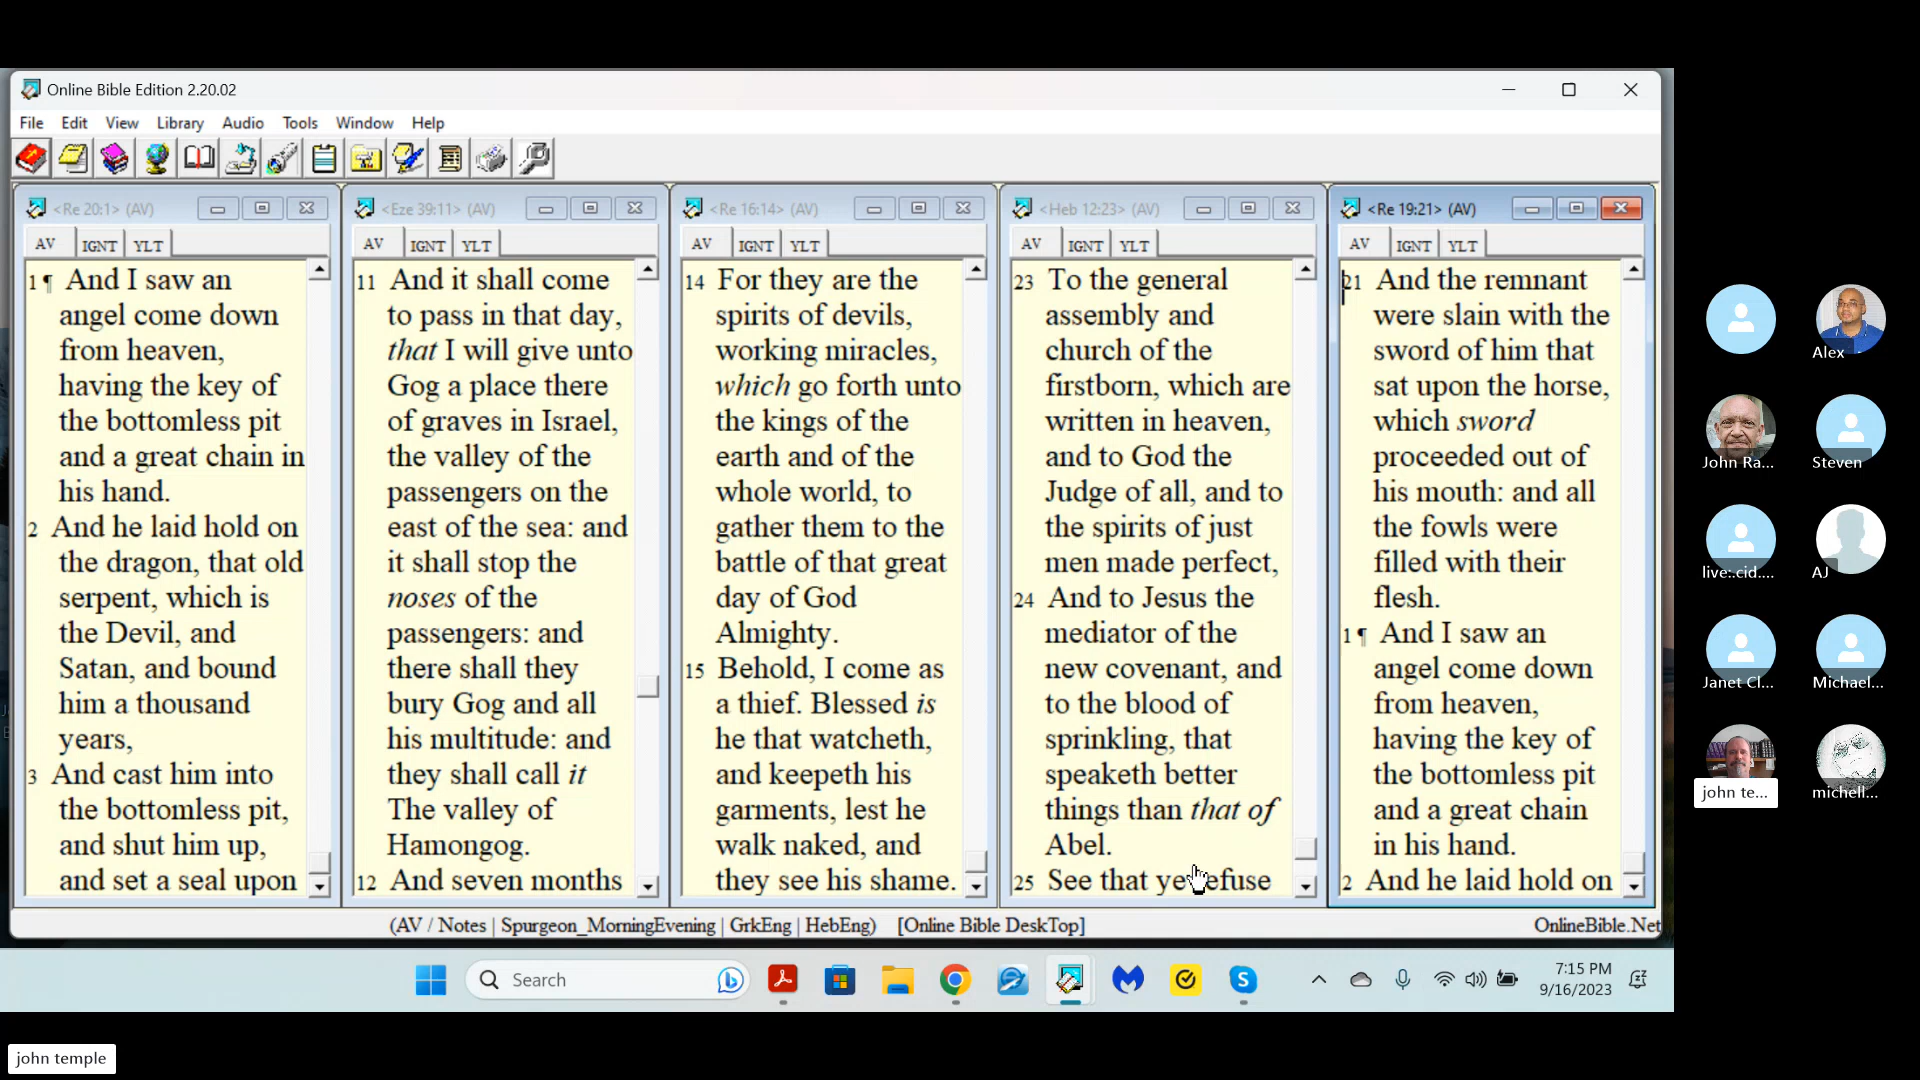 Online Bible Edition 2.20.02
File Edit View Library Audio Tools Window Help
<Re 20:1> (AV)
AV IGNT YLT
1 ¶ And I saw an
angel come down
from heaven,
having the key of
the bottomless pit
and a great chain in
his hand.
2 And he laid hold on
the dragon, that old
serpent, which is
the Devil, and
Satan, and bound
him a thousand
years,
3 And cast him into
the bottomless pit,
and shut him up,
and set a seal upon
<Eze 39:11> (AV)
AV IGNT YLT
11 And it shall come
to pass in that day,
that I will give unto
Gog a place there
of graves in Israel,
the valley of the
passengers on the
east of the sea: and
it shall stop the
noses of the
passengers: and
there shall they
bury Gog and all
his multitude: and
they shall call it
The valley of
Hamongog.
12 And seven months
<Re 16:14> (AV)
AV IGNT YLT
14 For they are the
spirits of devils,
working miracles,
which go forth unto
the kings of the
earth and of the
whole world, to
gather them to the
battle of that great
day of God
Almighty.
15 Behold, I come as
a thief. Blessed is
he that watcheth,
and keepeth his
garments, lest he
walk naked, and
they see his shame.
<Heb 12:23> (AV)
AV IGNT YLT
23 To the general
assembly and
church of the
firstborn, which are
written in heaven,
and to God the
Judge of all, and to
the spirits of just
men made perfect,
24 And to Jesus the
mediator of the
new covenant, and
to the blood of
sprinkling, that
speaketh better
things than that of
Abel.
25 See that ye refuse
<Re 19:21> (AV)
AV IGNT YLT
21 And the remnant
were slain with the
sword of him that
sat upon the horse,
which sword
proceeded out of
his mouth: and all
the fowls were
filled with their
flesh.
1 ¶ And I saw an
angel come down
from heaven,
having the key of
the bottomless pit
and a great chain
in his hand.
2 And he laid hold on
(AV / Notes | Spurgeon_MorningEvening | GrkEng | HebEng) [Online Bible DeskTop]
OnlineBible.Net
Search
7:15 PM
9/16/2023
Alex
John Ra...
Steven
live:.cid....
AJ
Janet Cl...
Michael...
john te...
michell...
john temple